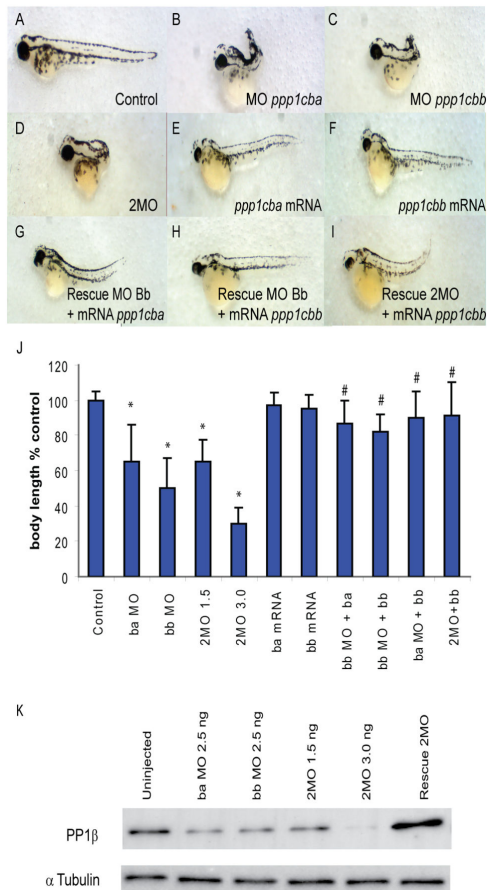 A
B
C
Control
MO ppp1cba
MO ppp1cbb
D
E
F
2MO
ppp1cba mRNA
ppp1cbb mRNA
G
H
I
Rescue MO Bb
+ mRNA ppp1cba
Rescue MO Bb
+ mRNA ppp1cbb
Rescue 2MO
+ mRNA ppp1cbb
J
body length % control
120
100
80
60
40
20
0
*
*
*
*
#
#
#
#
Control
ba MO
bb MO
2MO 1.5
2MO 3.0
ba mRNA
bb mRNA
bb MO + ba
bb MO + bb
ba MO + bb
2MO+bb
K
Uninjected
ba MO 2.5 ng
bb MO 2.5 ng
2MO 1.5 ng
2MO 3.0 ng
Rescue 2MO
PP1β
α Tubulin